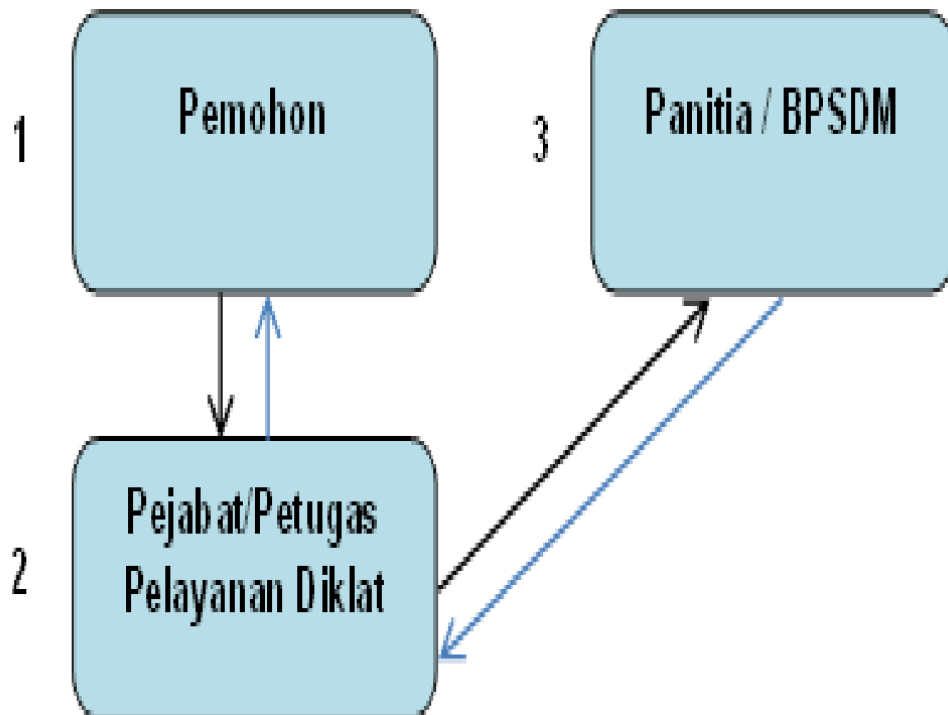 1
Pemohon
3
Panitia / BPSDM
2
Pejabat/Petugas
Pelayanan Diklat